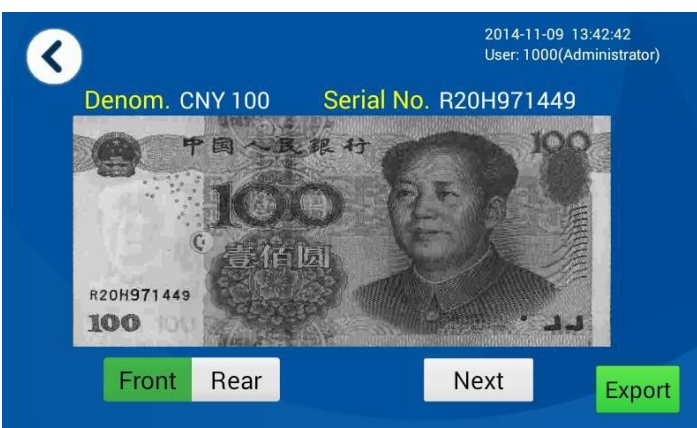 2014-11-09 13:42:42
User: 1000(Administrator)
Denom. CNY 100 Serial No. R20H971449
中国人民银行
100
100
壹佰圆
R20H971449
100 100
Front Rear Next Export